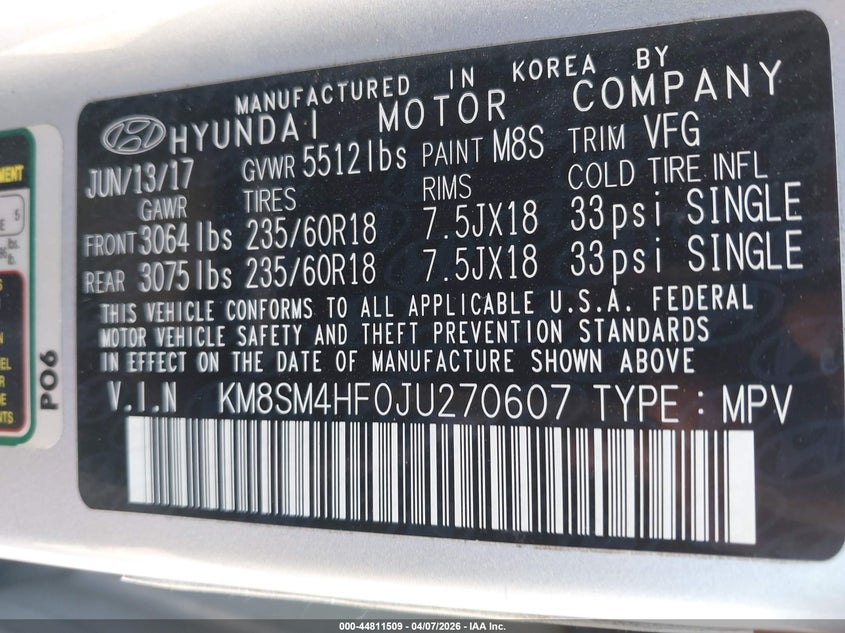 MANUFACTURED IN KOREA BY
HYUNDAI MOTOR COMPANY
JUN/13/17 GVWR 5512lbs PAINT M8S TRIM VFG
GAWR TIRES RIMS COLD TIRE INFL
FRONT 3064lbs 235/60R18 7.5JX18 33psi SINGLE
REAR 3075lbs 235/60R18 7.5JX18 33psi SINGLE
THIS VEHICLE CONFORMS TO ALL APPLICABLE U.S.A. FEDERAL
MOTOR VEHICLE SAFETY AND THEFT PREVENTION STANDARDS
IN EFFECT ON THE DATE OF MANUFACTURE SHOWN ABOVE
V.I.N KM8SM4HF0JU270607 TYPE : MPV
P06
5
lbs.
000-44811509 - 04/07/2026 - IAA Inc.